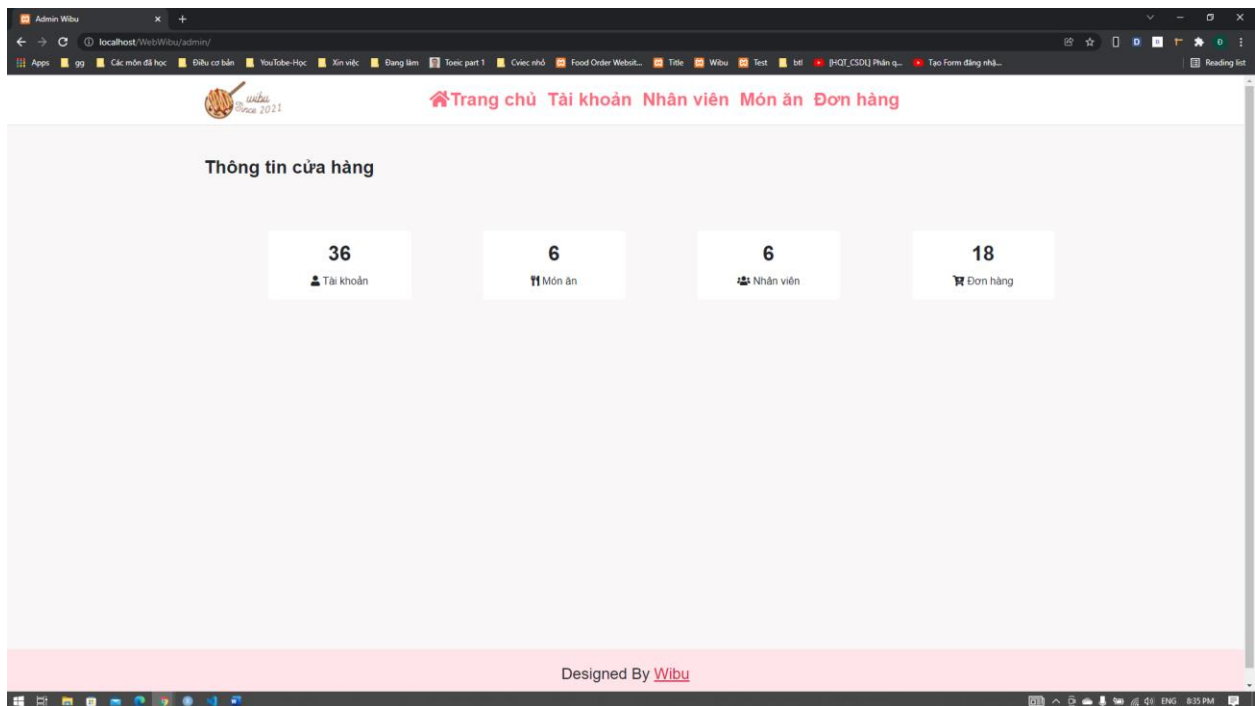 Admin Wibu
localhost/WebWibu/admin/
Apps gg Các môn đã học Điều cơ bản YouTobe-Học Xin việc Đang làm Toeic part 1 Cviec nhỏ Food Order Websit... Title Wibu Test btl [HQT_CSDL] Phân q... Tạo Form đăng nhậ... Reading list
wibu
Since 2021
Trang chủ Tài khoản Nhân viên Món ăn Đơn hàng
Thông tin cửa hàng
36 6 6 18
Tài khoản Món ăn Nhân viên Đơn hàng
Designed By Wibu
ENG 8:35 PM